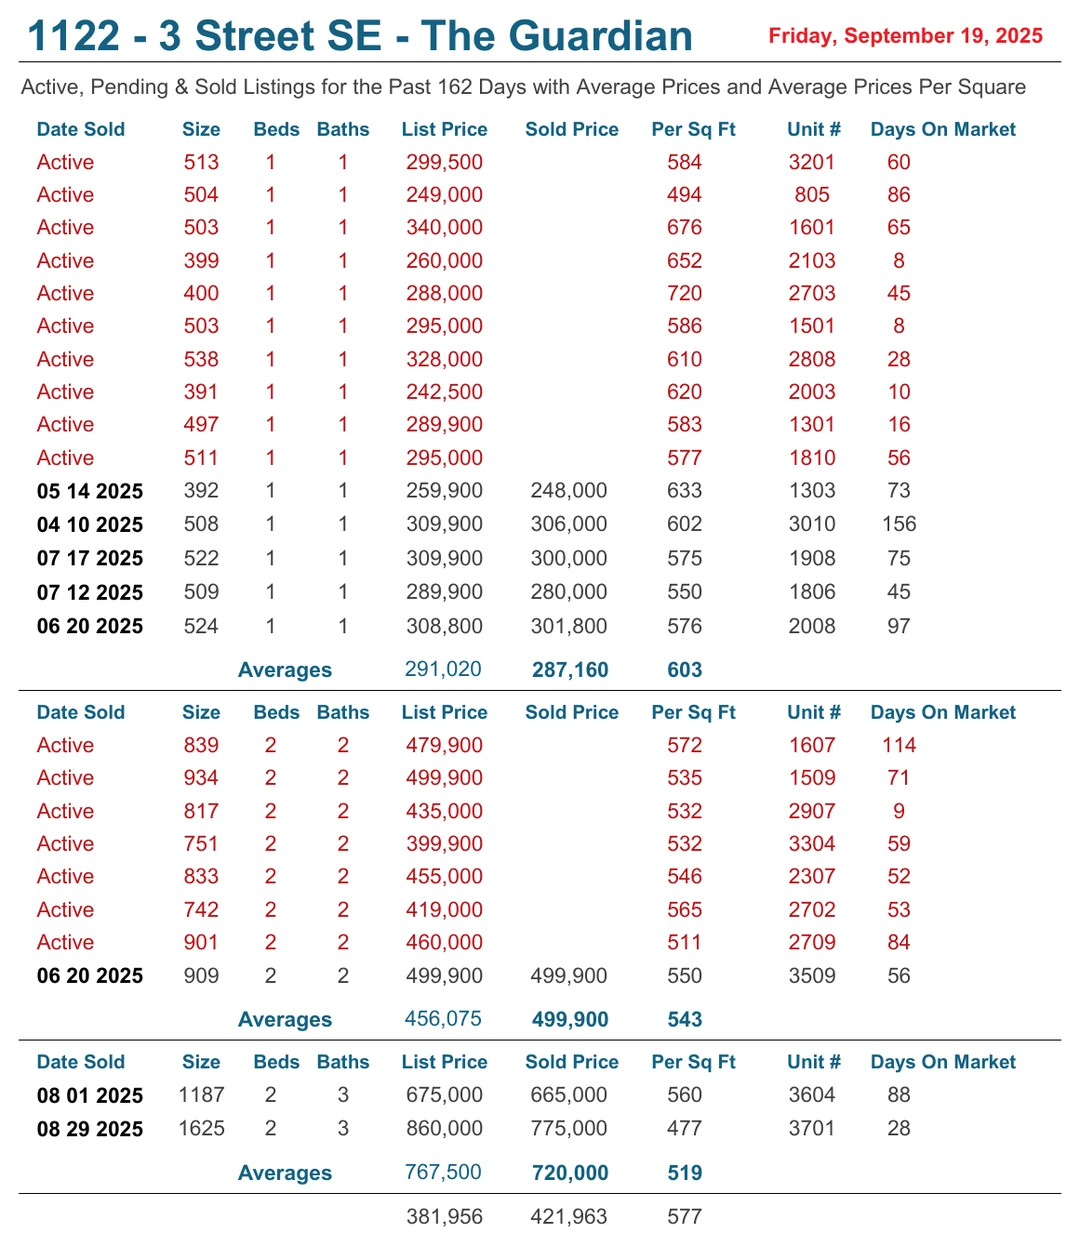 1122 - 3 Street SE - The Guardian Friday, September 19, 2025
Active, Pending & Sold Listings for the Past 162 Days with Average Prices and Average Prices Per Square
Date Sold Size Beds Baths List Price Sold Price Per Sq Ft Unit # Days On Market
Active 513 1 1 299,500 584 3201 60
Active 504 1 1 249,000 494 805 86
Active 503 1 1 340,000 676 1601 65
Active 399 1 1 260,000 652 2103 8
Active 400 1 1 288,000 720 2703 45
Active 503 1 1 295,000 586 1501 8
Active 538 1 1 328,000 610 2808 28
Active 391 1 1 242,500 620 2003 10
Active 497 1 1 289,900 583 1301 16
Active 511 1 1 295,000 577 1810 56
05 14 2025 392 1 1 259,900 248,000 633 1303 73
04 10 2025 508 1 1 309,900 306,000 602 3010 156
07 17 2025 522 1 1 309,900 300,000 575 1908 75
07 12 2025 509 1 1 289,900 280,000 550 1806 45
06 20 2025 524 1 1 308,800 301,800 576 2008 97
Averages 291,020 287,160 603
Date Sold Size Beds Baths List Price Sold Price Per Sq Ft Unit # Days On Market
Active 839 2 2 479,900 572 1607 114
Active 934 2 2 499,900 535 1509 71
Active 817 2 2 435,000 532 2907 9
Active 751 2 2 399,900 532 3304 59
Active 833 2 2 455,000 546 2307 52
Active 742 2 2 419,000 565 2702 53
Active 901 2 2 460,000 511 2709 84
06 20 2025 909 2 2 499,900 499,900 550 3509 56
Averages 456,075 499,900 543
Date Sold Size Beds Baths List Price Sold Price Per Sq Ft Unit # Days On Market
08 01 2025 1187 2 3 675,000 665,000 560 3604 88
08 29 2025 1625 2 3 860,000 775,000 477 3701 28
Averages 767,500 720,000 519
381,956 421,963 577